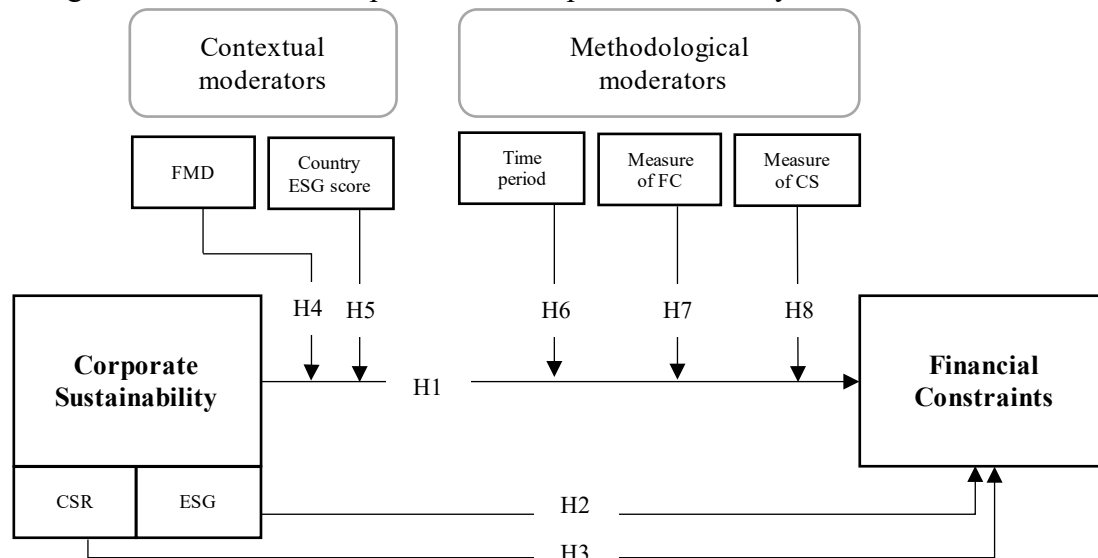 Contextual
moderators
Methodological
moderators
FMD
Country
ESG score
Time
period
Measure
of FC
Measure
of CS
H4
H5
H6
H7
H8
Corporate
Sustainability
H1
Financial
Constraints
CSR
ESG
H2
H3